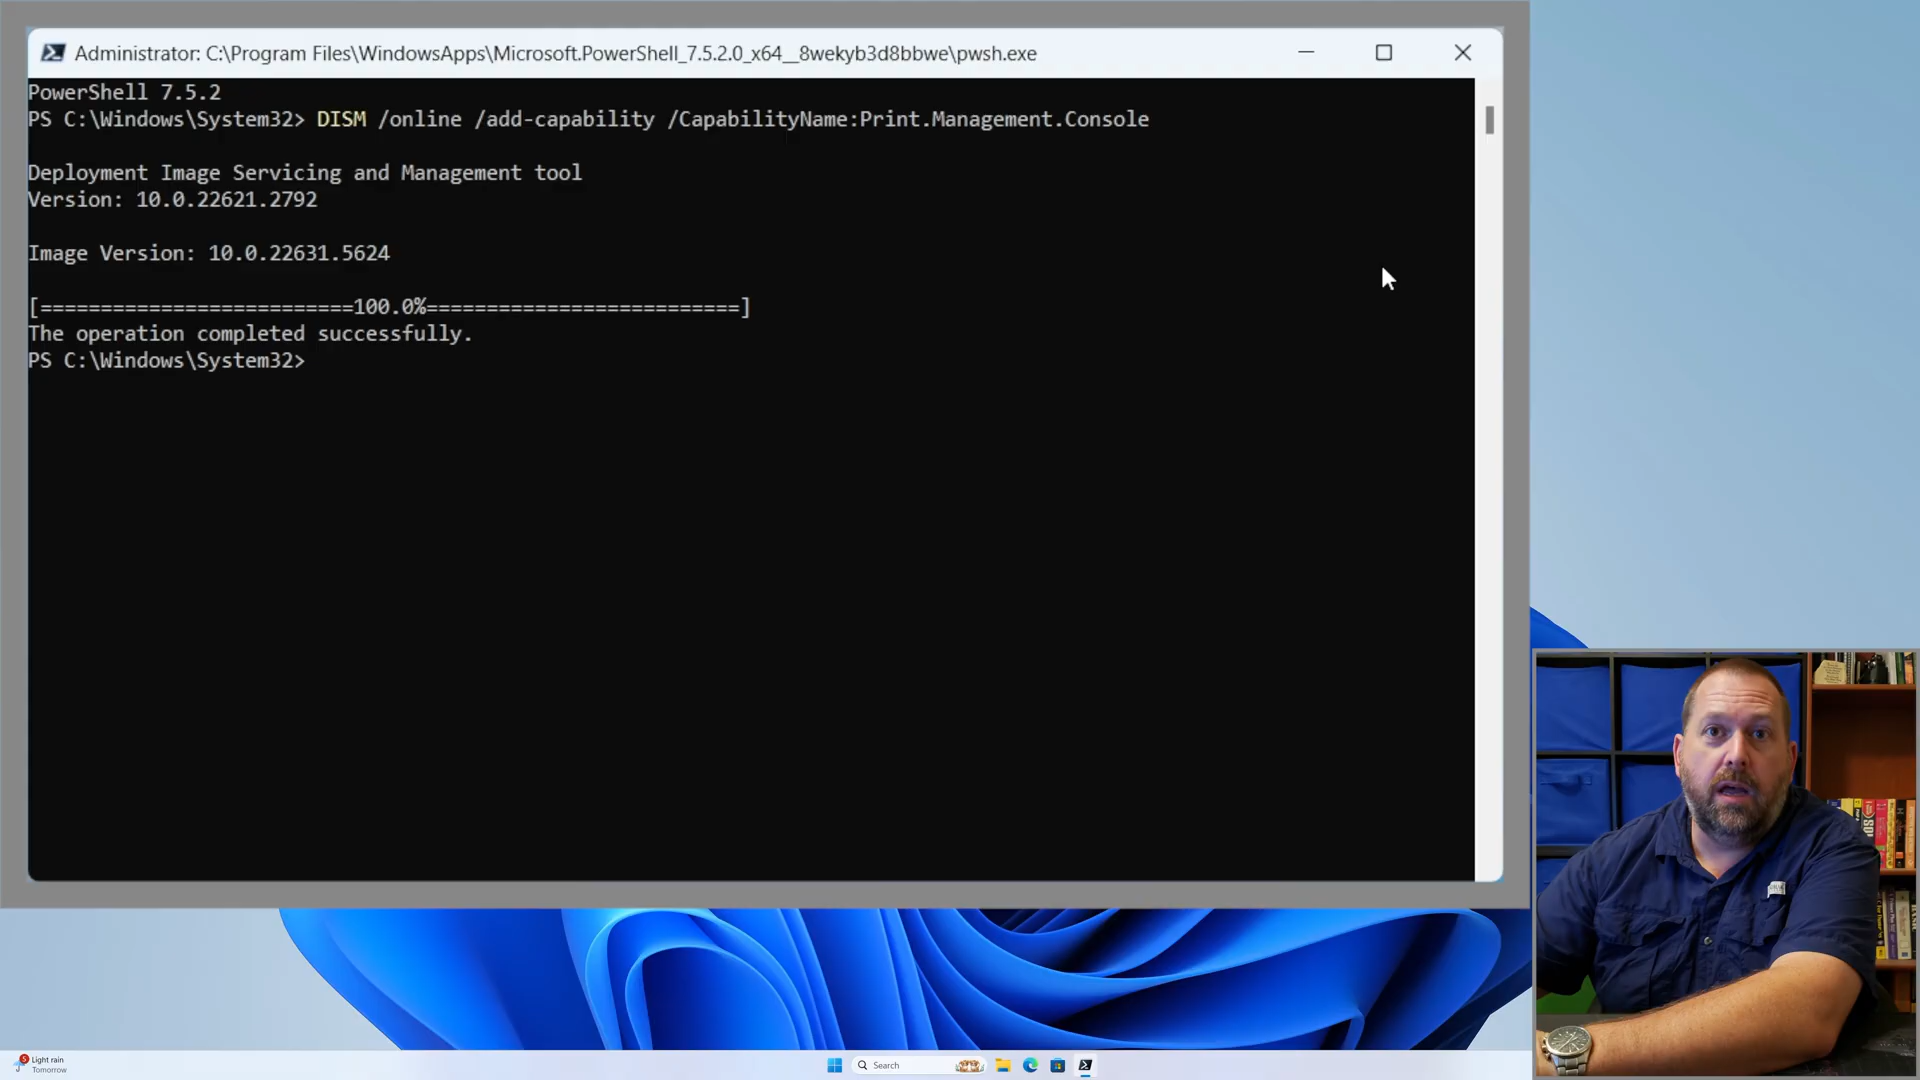 Administrator: C:\Program Files\WindowsApps\Microsoft.PowerShell_7.5.2.0_x64__8wekyb3d8bbwe\pwsh.exe
PowerShell 7.5.2
PS C:\Windows\System32> DISM /online /add-capability /CapabilityName:Print.Management.Console
Deployment Image Servicing and Management tool
Version: 10.0.22621.2792
Image Version: 10.0.22631.5624
[==========================100.0%==========================]
The operation completed successfully.
PS C:\Windows\System32>
5
Light rain
Tomorrow
Search